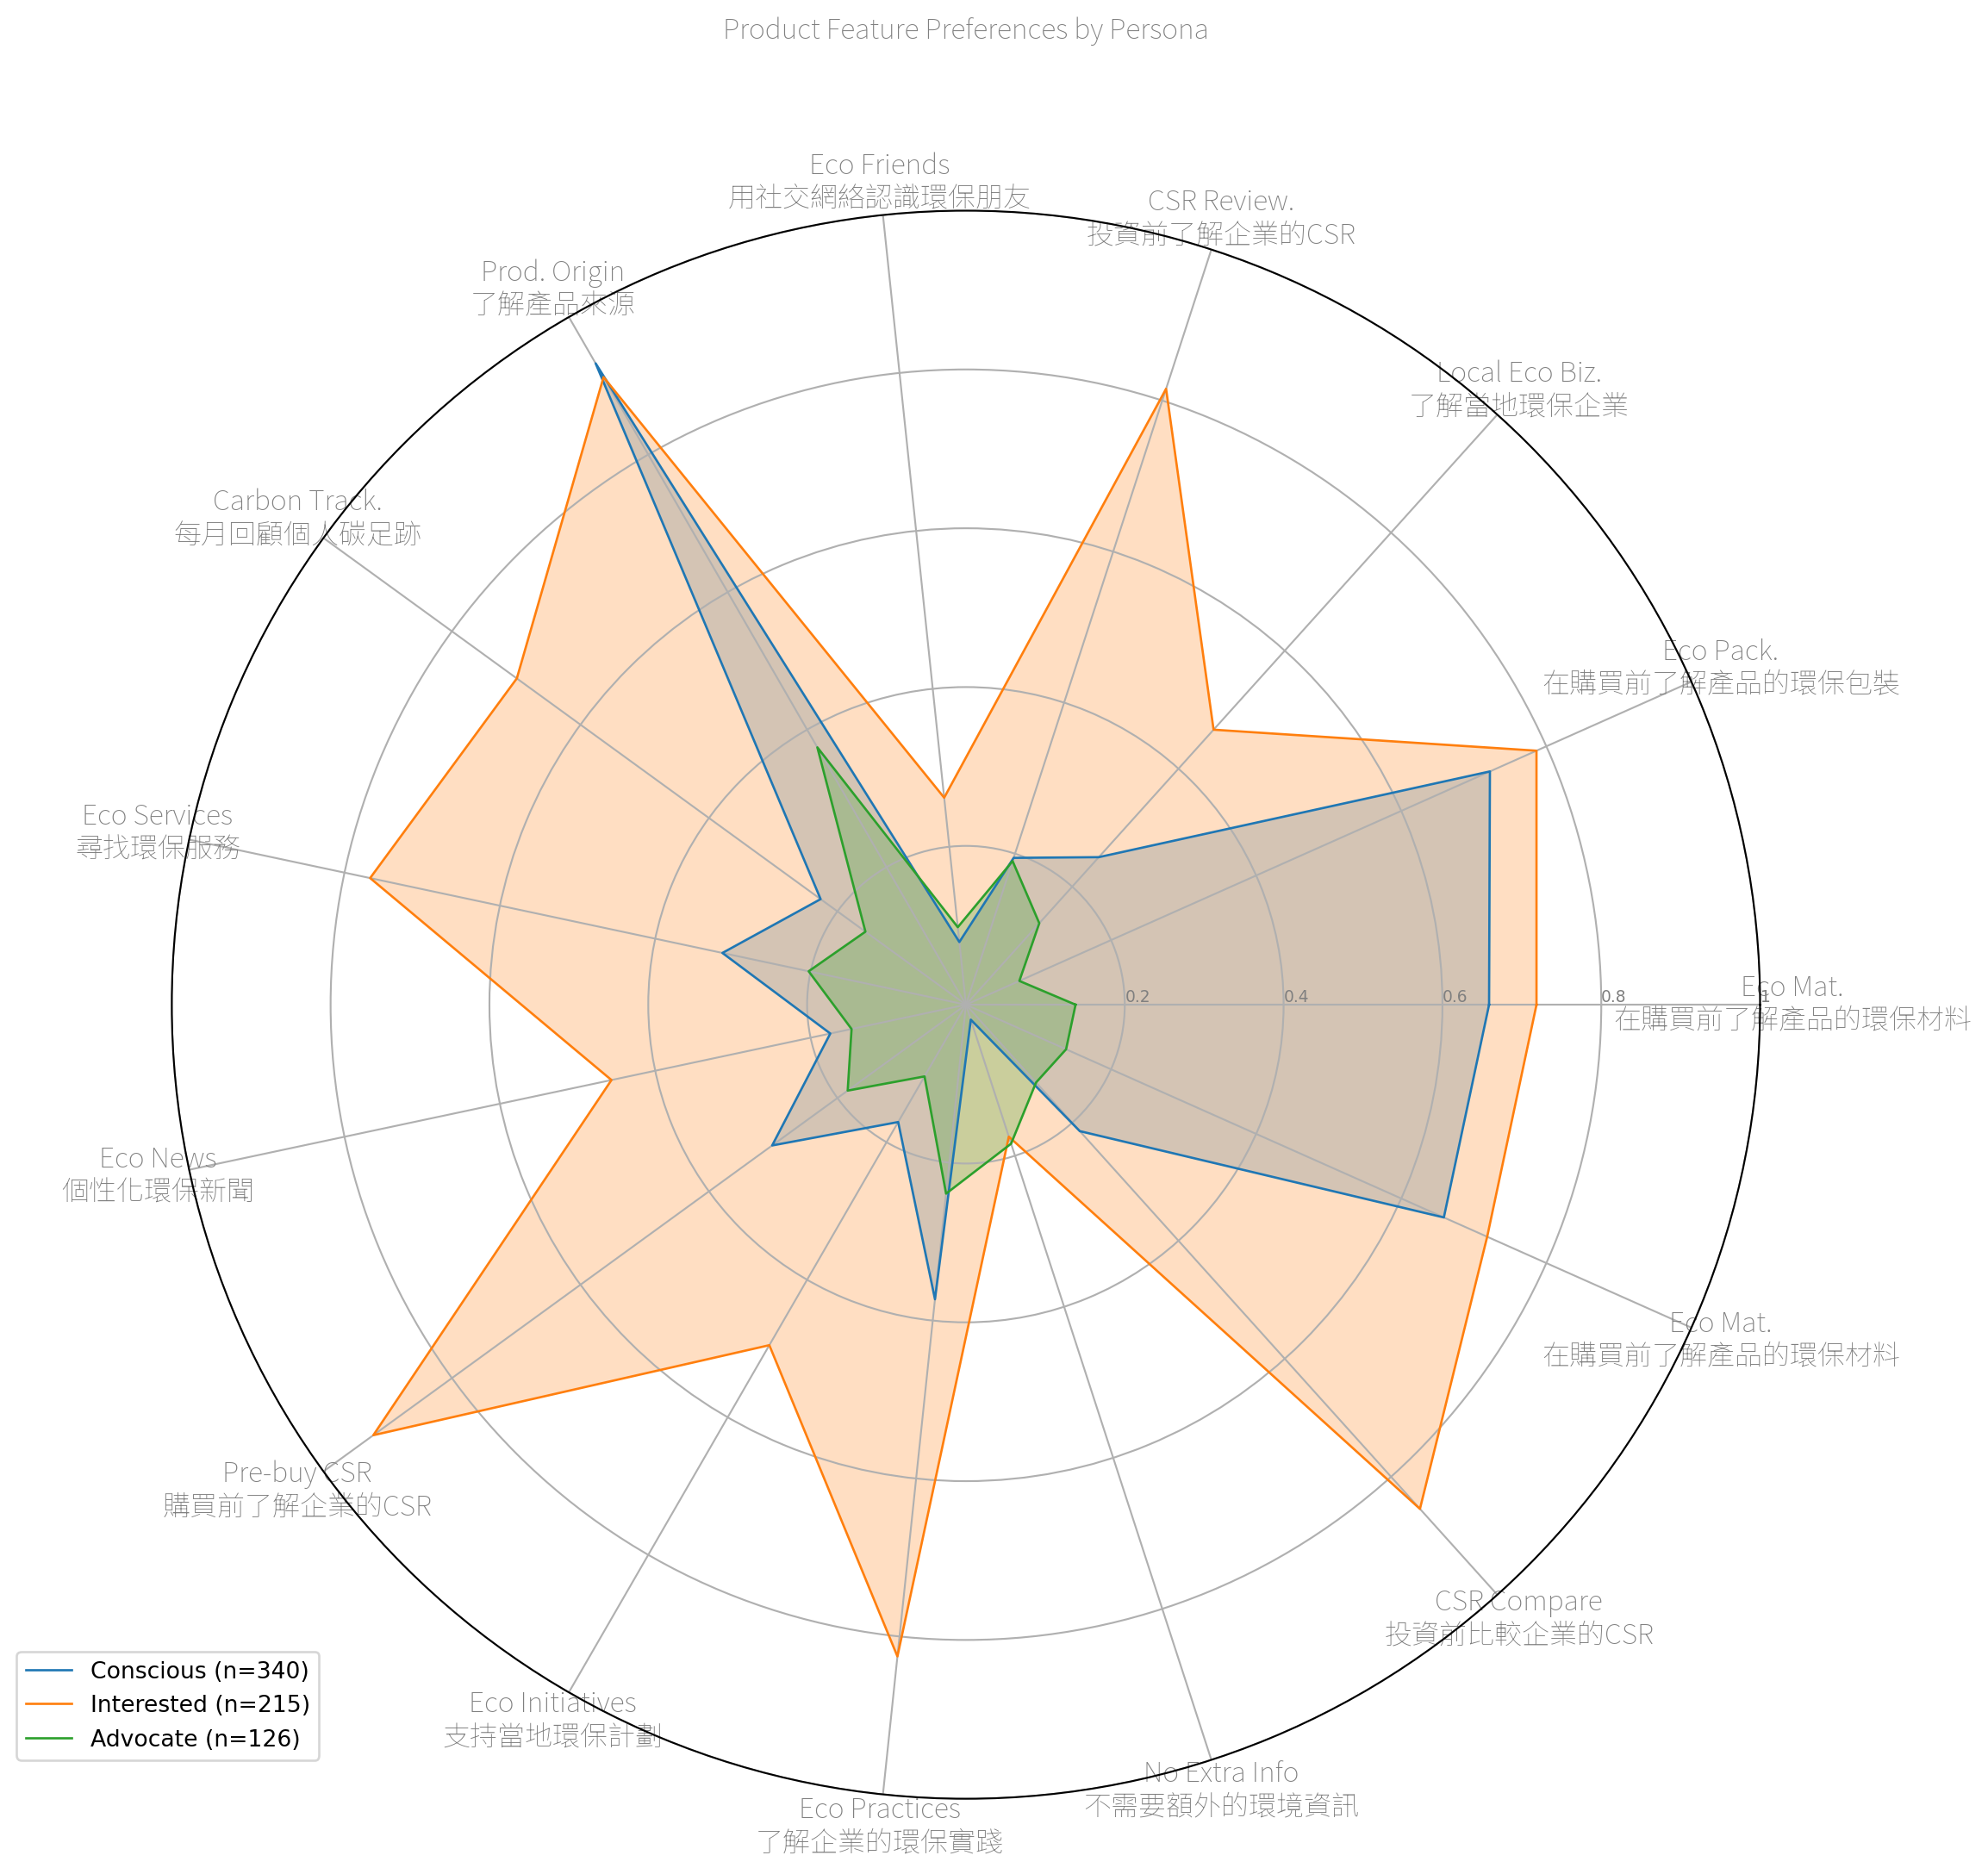 Product Feature Preferences by Persona
Eco Friends
用社交網絡認識環保朋友
CSR Review.
投資前了解企業的CSR
Prod. Origin
了解產品來源
Local Eco Biz.
了解當地環保企業
Carbon Track.
每月回顧個人碳足跡
Eco Pack.
在購買前了解產品的環保包裝
Eco Services
尋找環保服務
0.2
0.4
0.6
0.8
1
Eco Mat.
在購買前了解產品的環保材料
Eco News
個性化環保新聞
Eco Mat.
在購買前了解產品的環保材料
Pre-buy CSR
購買前了解企業的CSR
CSR Compare
投資前比較企業的CSR
Eco Initiatives
支持當地環保計劃
No Extra Info
不需要額外的環境資訊
Eco Practices
了解企業的環保實踐
Conscious (n=340)
Interested (n=215)
Advocate (n=126)